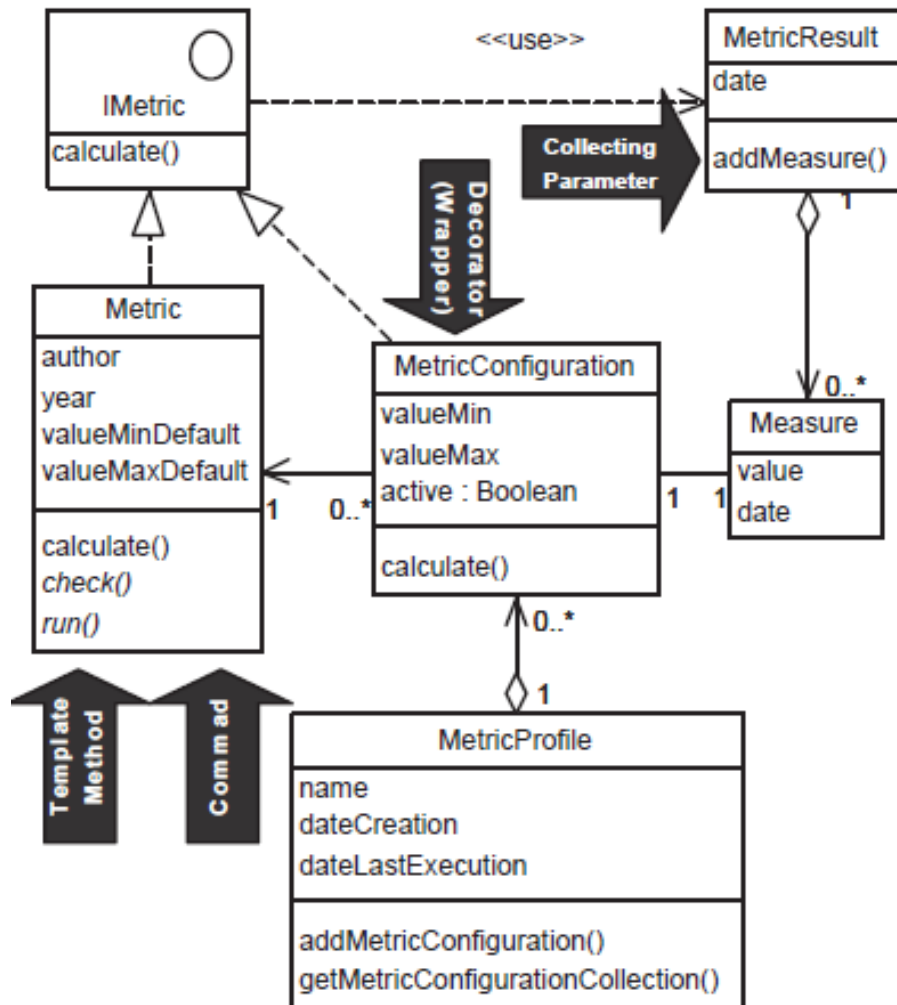 <<use>>
IMetric
calculate()
MetricResult
date
addMeasure()
Collecting
Parameter
1
0..*
Decorator
(Wrapper)
Metric
author
year
valueMinDefault
valueMaxDefault
calculate()
check()
run()
1
0..*
MetricConfiguration
valueMin
valueMax
active : Boolean
calculate()
1
1
Measure
value
date
0..*
1
Template
Method
Commad
MetricProfile
name
dateCreation
dateLastExecution
addMetricConfiguration()
getMetricConfigurationCollection()